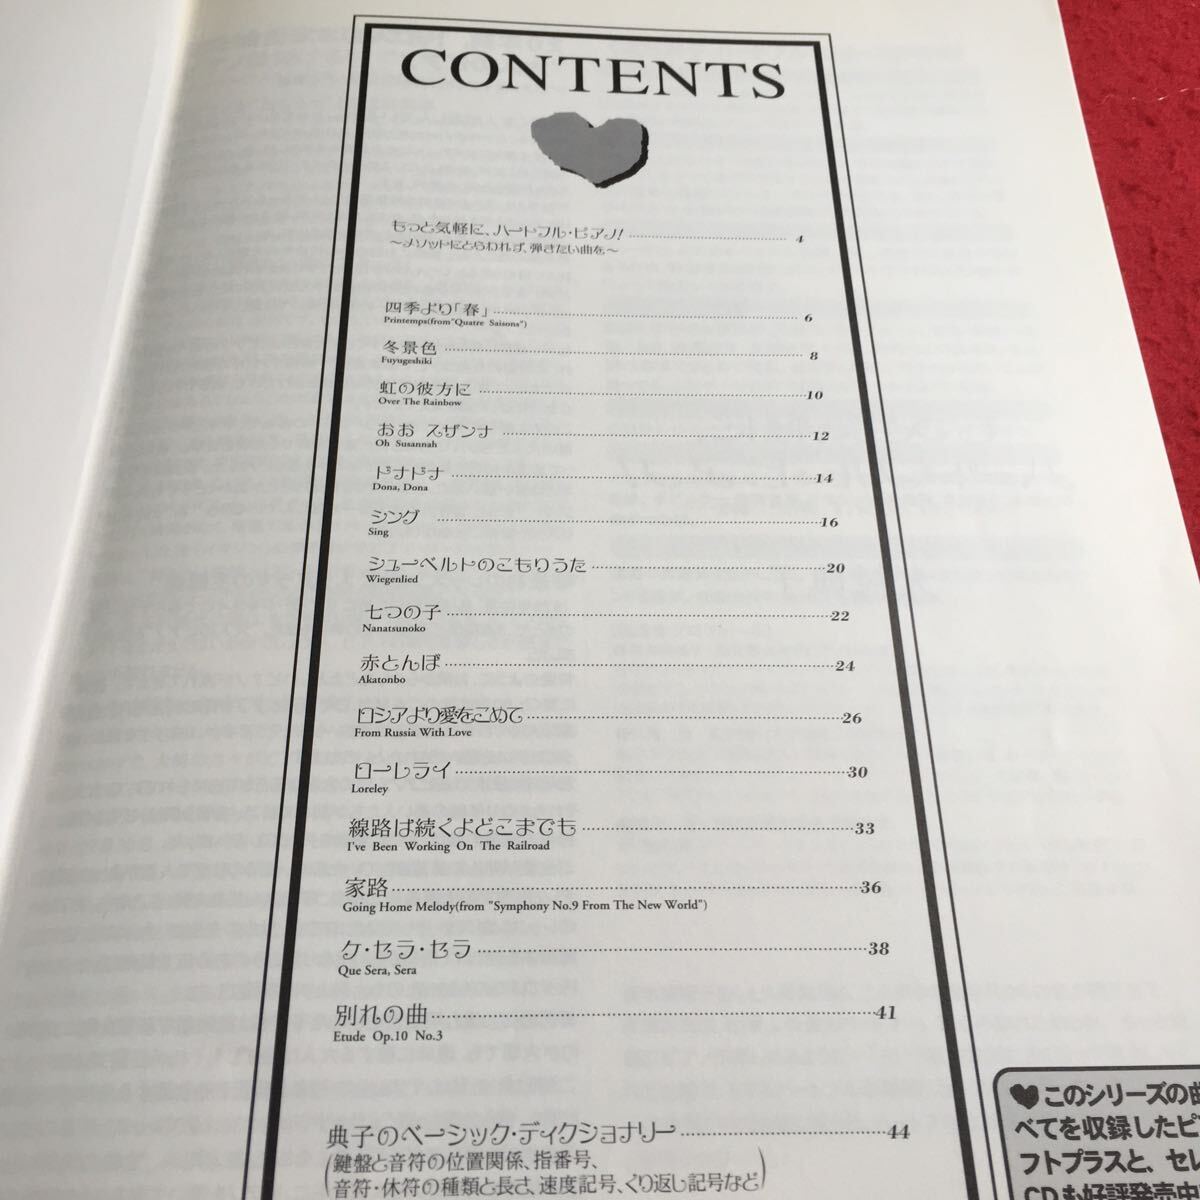 CONTENTS
もっと気軽に、ハートフル・ピアノ! 4
〜メソッドにとらわれず、弾きたい曲を〜
四季より「春」 6
Printemps(from"Quatre Saisons")
冬景色 8
Fuyugeshiki
虹の彼方に 10
Over The Rainbow
おお スザンナ 12
Oh Susannah
ドナドナ 14
Dona, Dona
シング 16
Sing
シューベルトのこもりうた 20
Wiegenlied
七つの子 22
Nanatsunoko
赤とんぼ 24
Akatonbo
ロシアより愛をこめて 26
From Russia With Love
ローレライ 30
Loreley
線路は続くよどこまでも 33
I've Been Working On The Railroad
家路 36
Going Home Melody(from "Symphony No.9 From The New World")
ケ・セラ・セラ 38
Que Sera, Sera
別れの曲 41
Etude Op.10 No.3
典子のベーシック・ディクショナリー 44
(鍵盤と音符の位置関係、指番号、
音符・休符の種類と長さ、速度記号、くり返し記号など)
このシリーズの曲
べてを収録したピ
フトプラスと、セレ
CDも好評発売中